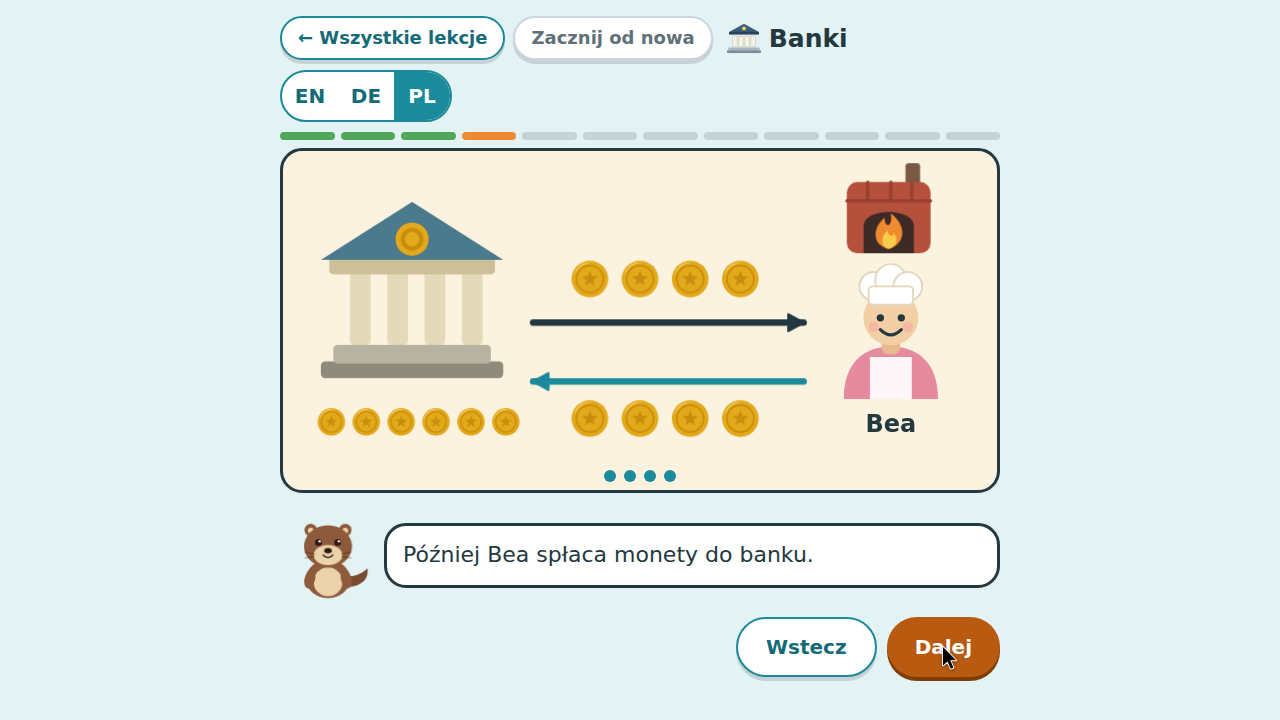 ← Wszystkie lekcje
Zacznij od nowa
Banki
EN DE PL
Bea
Później Bea spłaca monety do banku.
Wstecz
Dalej